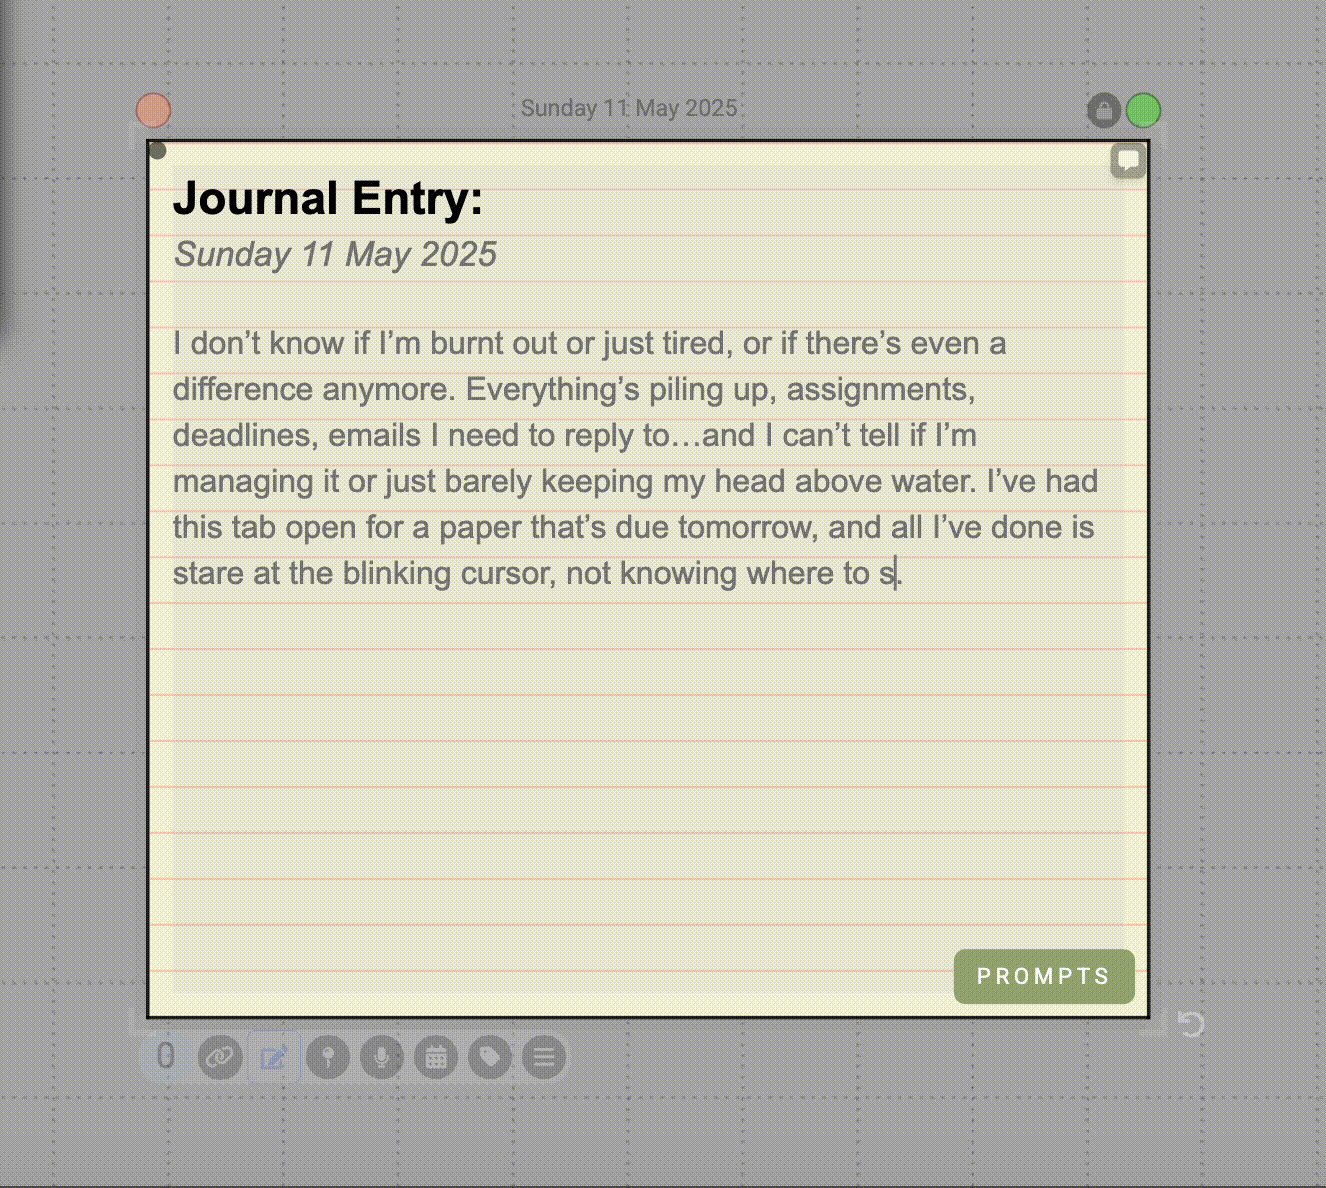 Sunday 11 May 2025
Journal Entry:
Sunday 11 May 2025
I don’t know if I’m burnt out or just tired, or if there’s even a
difference anymore. Everything’s piling up, assignments,
deadlines, emails I need to reply to…and I can’t tell if I’m
managing it or just barely keeping my head above water. I’ve had
this tab open for a paper that’s due tomorrow, and all I’ve done is
stare at the blinking cursor, not knowing where to s.
PROMPTS
0